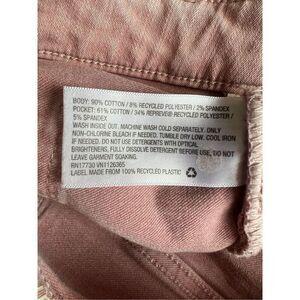 BODY: 90% COTTON / 8% RECYCLED POLYESTER / 2% SPANDEX
POCKET: 61% COTTON / 34% REPREVE® RECYCLED POLYESTER /
5% SPANDEX
WASH INSIDE OUT. MACHINE WASH COLD SEPARATELY. ONLY
NON-CHLORINE BLEACH IF NEEDED. TUMBLE DRY LOW. COOL IRON
IF NEEDED. DO NOT USE DETERGENTS WITH OPTICAL
BRIGHTENERS, FULLY DISSOLVE DETERGENT BEFORE USE, DO NOT
LEAVE GARMENT SOAKING.
RN17730 VN1126365
LABEL MADE FROM 100% RECYCLED PLASTIC